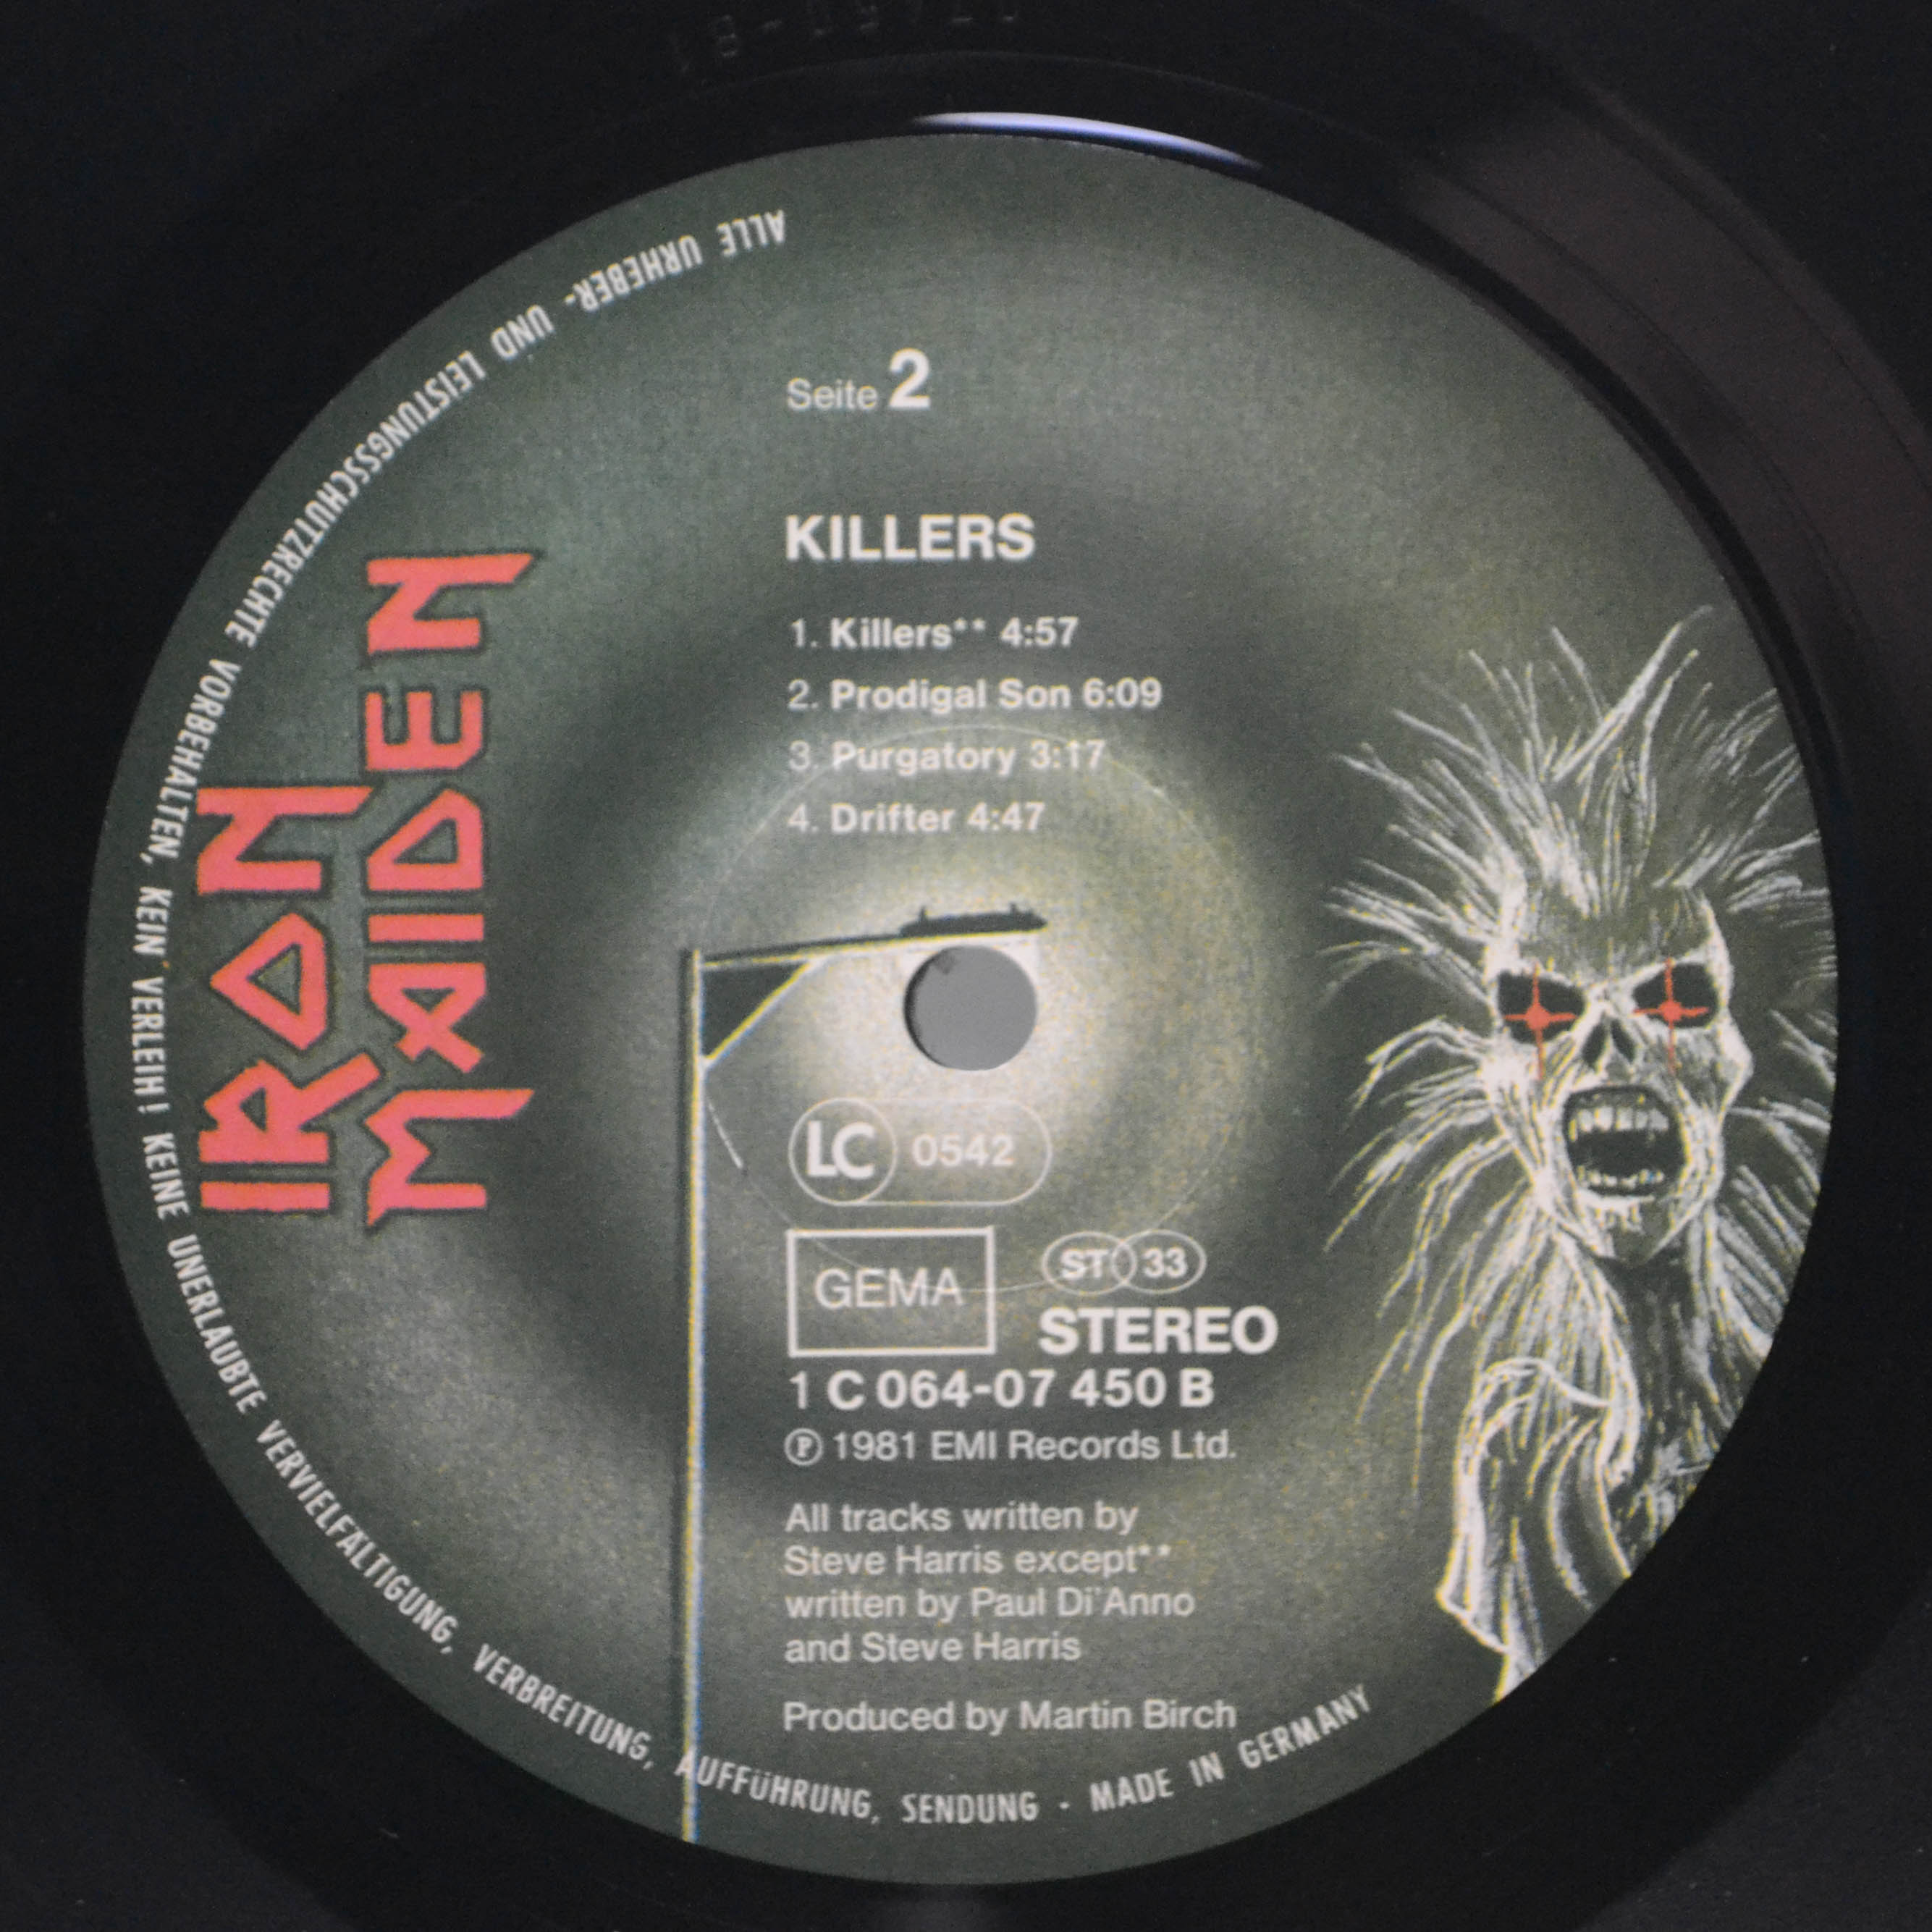 ALLE URHEBER- UND LEISTUNGSSCHUTZRECHTE VORBEHALTEN, KEIN VERLEIH! KEINE UNERLAUBTE VERVIELFÄLTIGUNG, VERBREITUNG, AUFFÜHRUNG, SENDUNG - MADE IN GERMANY
IRON
MAIDEN
Seite 2
KILLERS
1. Killers** 4:57
2. Prodigal Son 6:09
3. Purgatory 3:17
4. Drifter 4:47
LC 0542
GEMA
ST 33
STEREO
1 C 064-07 450 B
Ⓟ 1981 EMI Records Ltd.
All tracks written by
Steve Harris except**
written by Paul Di'Anno
and Steve Harris
Produced by Martin Birch